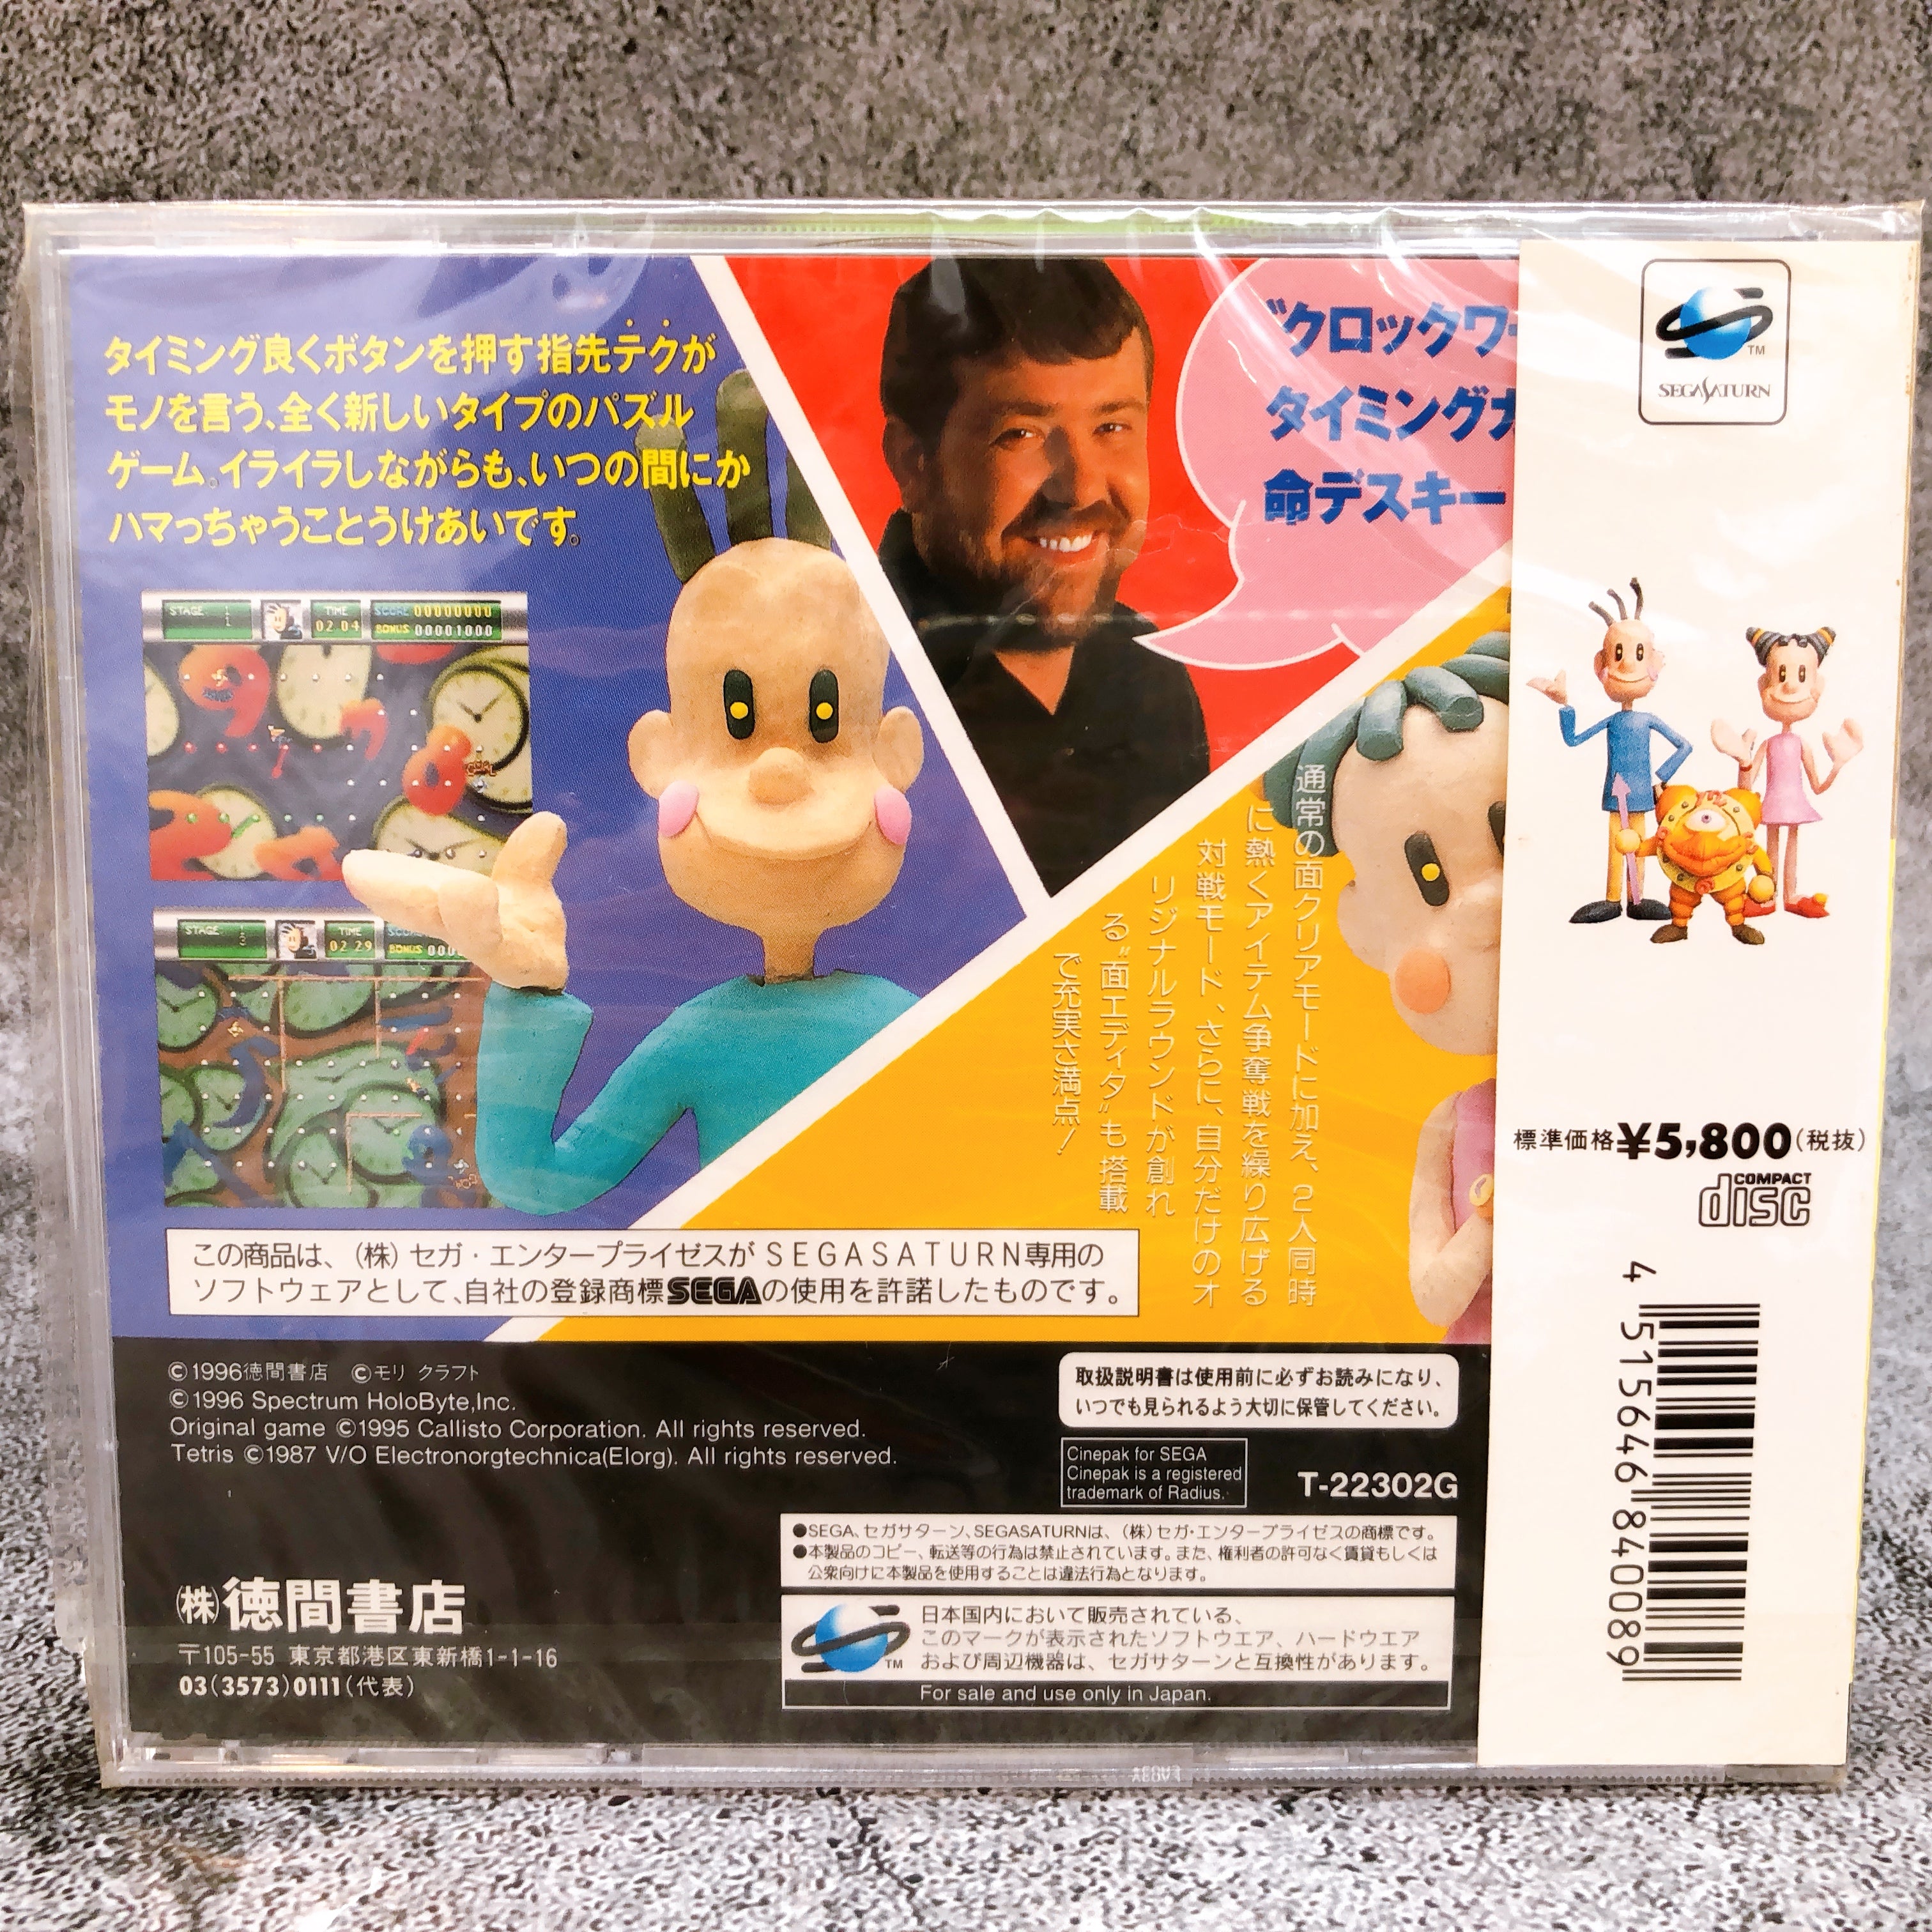 タイミング良くボタンを押す指先テクが
モノを言う、全く新しいタイプのパズル
ゲーム。イライラしながらも、いつの間にか
ハマっちゃうことうけあいです。
STAGE 1 1
TIME 02 04
SCORE 00000000
BONUS 00001000
GOAL
STAGE
TIME 02 29
BONUS
"クロックワー
タイミングが
命デスキー
通常の面クリアモードに加え、2人同時
に熱くアイテム争奪戦を繰り広げる
対戦モード、さらに、自分だけのオ
リジナルラウンドが創れ
る"面エディタ"も搭載
で充実さ満点!
この商品は、(株)セガ・エンタープライゼスがSEGASATURN専用の
ソフトウェアとして、自社の登録商標SEGAの使用を許諾したものです。
©1996徳間書店 ©モリ クラフト
©1996 Spectrum HoloByte,Inc.
Original game ©1995 Callisto Corporation. All rights reserved.
Tetris ©1987 V/O Electronorgtechnica(Elorg). All rights reserved.
取扱説明書は使用前に必ずお読みになり、
いつでも見られるよう大切に保管してください。
Cinepak for SEGA
Cinepak is a registered
trademark of Radius.
T-22302G
●SEGA、セガサターン、SEGASATURNは、(株)セガ・エンタープライゼスの商標です。
●本製品のコピー、転送等の行為は禁止されています。また、権利者の許可なく賃貸もしくは
公衆向けに本製品を使用することは違法行為となります。
㈱徳間書店
〒105-55 東京都港区東新橋1-1-16
03(3573)0111(代表)
TM
日本国内において販売されている、
このマークが表示されたソフトウエア、ハードウエア
および周辺機器は、セガサターンと互換性があります。
For sale and use only in Japan.
TM
SEGASATURN
標準価格¥5,800(税抜)
COMPACT
disc
4 515646 840089